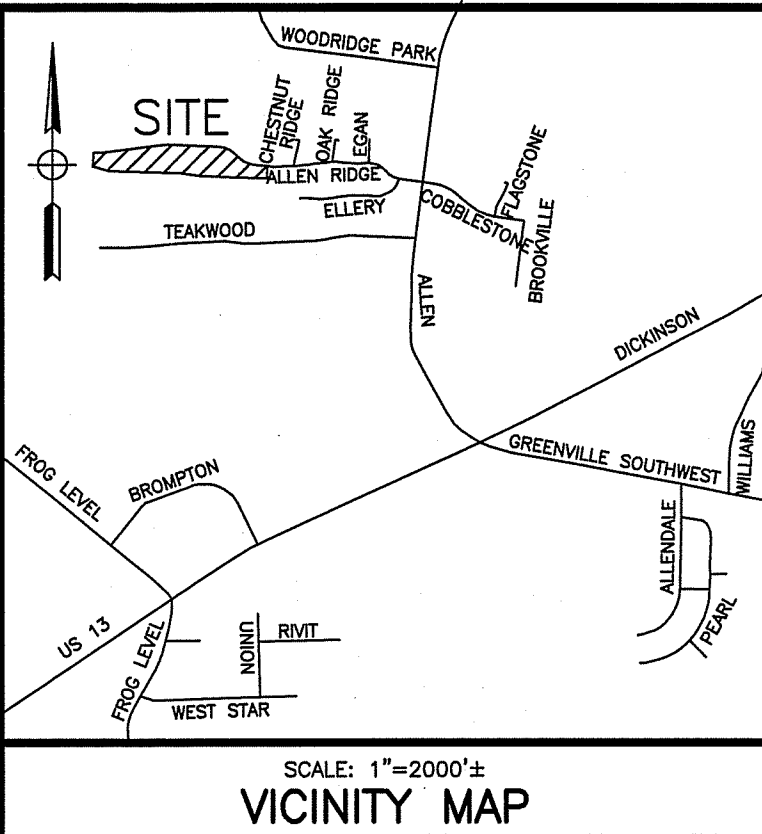 WOODRIDGE PARK
SITE
CHESTNUT
RIDGE
OAK RIDGE
EGAN
ALLEN RIDGE
FLAGSTONE
ELLERY
COBBLESTONE
TEAKWOOD
BROOKVILLE
ALLEN
DICKINSON
FROG LEVEL
BROMPTON
GREENVILLE SOUTHWEST
WILLIAMS
ALLENDALE
PEARL
US 13
FROG LEVEL
UNION
RIVIT
WEST STAR
SCALE: 1"=2000'±
VICINITY MAP